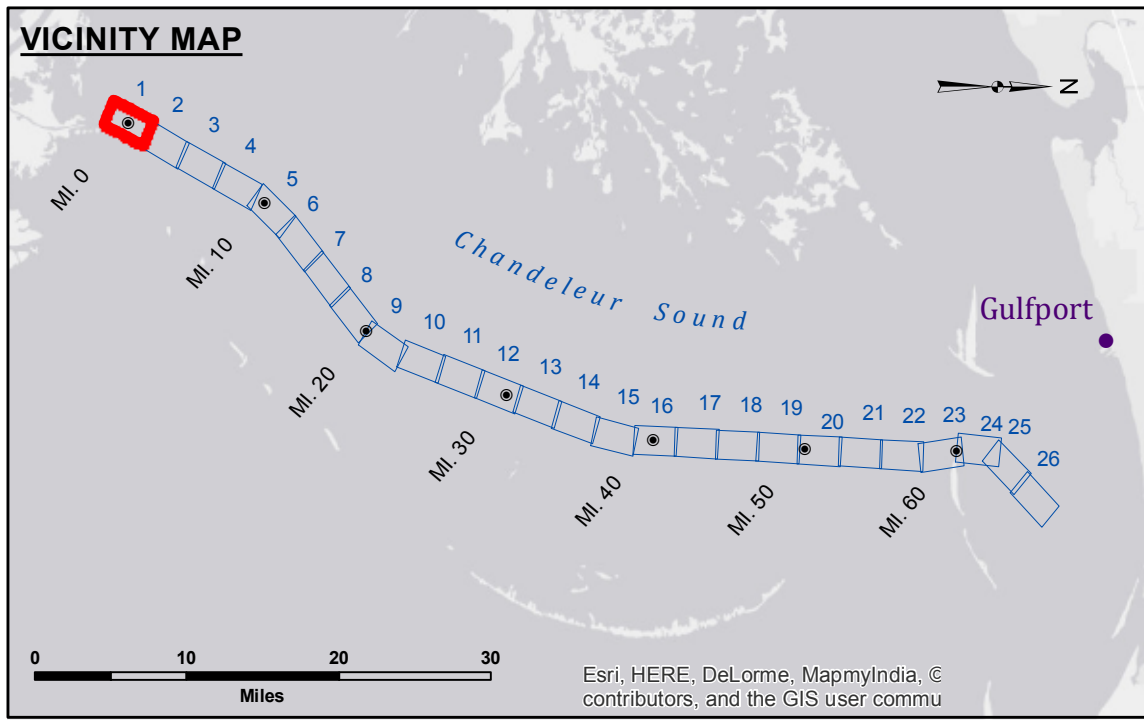 VICINITY MAP
N
1
2
3
4
5
6
7
8
9
10
11
12
13
14
15
16
17
18
19
20
21
22
23
24
25
26
MI. 0
MI. 10
MI. 20
MI. 30
MI. 40
MI. 50
MI. 60
Chandeleur Sound
Gulfport
0 10 20 30
Miles
Esri, HERE, DeLorme, MapmyIndia, ©
contributors, and the GIS user commu